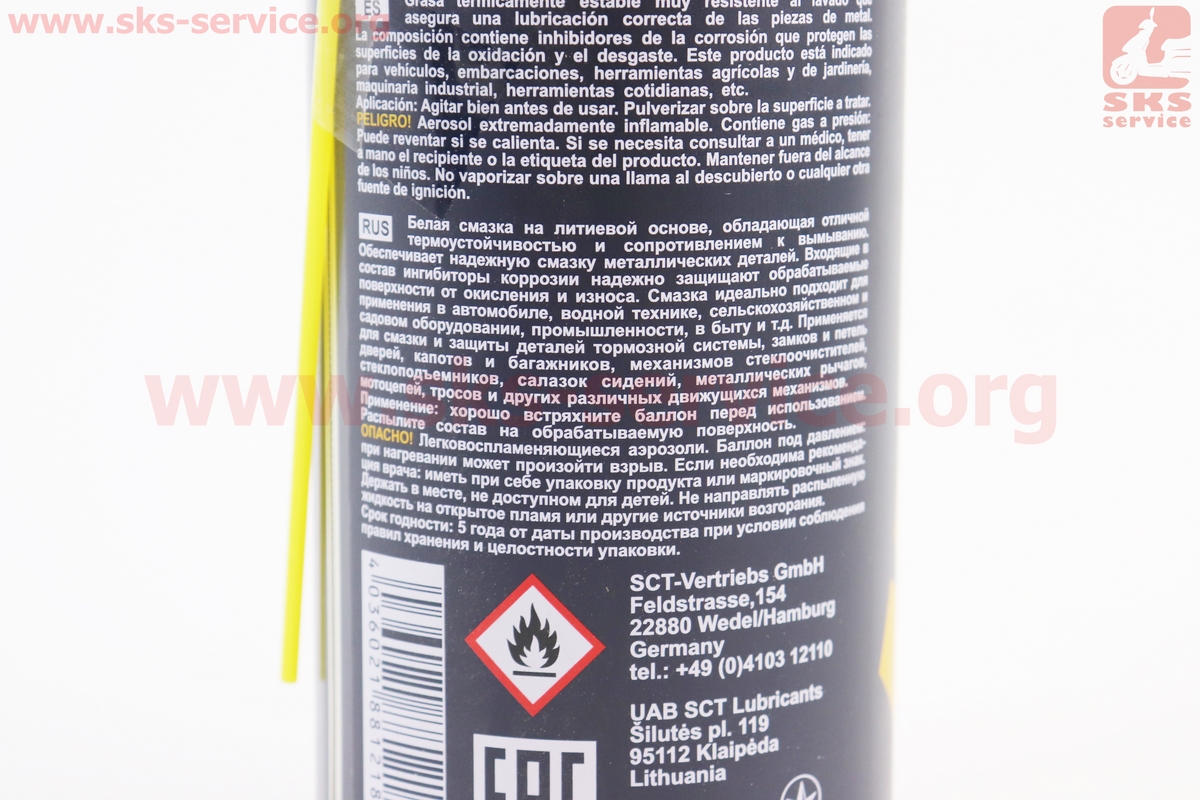 www.sks-service.org
SKS
service
ES
Grasa térmicamente estable muy resistente al lavado que
asegura una lubricación correcta de las piezas de metal.
La composición contiene inhibidores de la corrosión que protegen las
superficies de la oxidación y el desgaste. Este producto está indicado
para vehículos, embarcaciones, herramientas agrícolas y de jardinería,
maquinaria industrial, herramientas cotidianas, etc.
Aplicación: Agitar bien antes de usar. Pulverizar sobre la superficie a tratar.
PELIGRO! Aerosol extremadamente inflamable. Contiene gas a presión:
Puede reventar si se calienta. Si se necesita consultar a un médico, tener
a mano el recipiente o la etiqueta del producto. Mantener fuera del alcance
de los niños. No vaporizar sobre una llama al descubierto o cualquier otra
fuente de ignición.
RUS
Белая смазка на литиевой основе, обладающая отличной
термоустойчивостью и сопротивлением к вымыванию.
Обеспечивает надежную смазку металлических деталей. Входящие в
состав ингибиторы коррозии надежно защищают обрабатываемые
поверхности от окисления и износа. Смазка идеально подходит для
применения в автомобиле, водной технике, сельскохозяйственном и
садовом оборудовании, промышленности, в быту и т.д. Применяется
для смазки и защиты деталей тормозной системы, замков и петель
дверей, капотов и багажников, механизмов стеклоочистителей,
стеклоподъемников, салазок сидений, металлических рычагов,
мотоцепей, тросов и других различных движущихся механизмов.
Применение: хорошо встряхните баллон перед использованием.
Распылите состав на обрабатываемую поверхность.
ОПАСНО! Легковоспламеняющиеся аэрозоли. Баллон под давлением:
при нагревании может произойти взрыв. Если необходима рекоменда-
ция врача: иметь при себе упаковку продукта или маркировочный знак.
Держать в месте, не доступном для детей. Не направлять распыленную
жидкость на открытое пламя или другие источники возгорания.
Срок годности: 5 года от даты производства при условии соблюдения
правил хранения и целостности упаковки.
www.sks-service.org
SCT-Vertriebs GmbH
Feldstrasse,154
22880 Wedel/Hamburg
Germany
tel.: +49 (0)4103 12110
UAB SCT Lubricants
Šilutės pl. 119
95112 Klaipėda
Lithuania
4 036021 881218
EAC